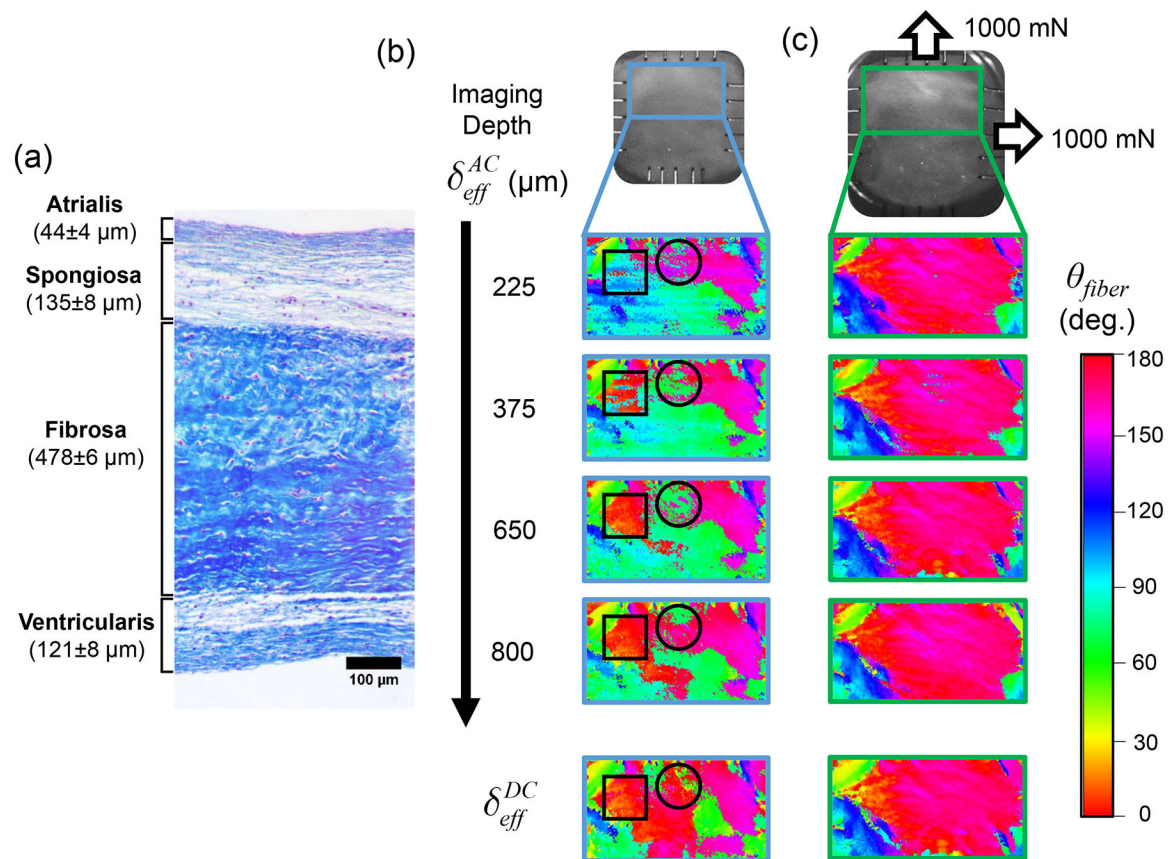 (a)
Atrialis
(44±4 µm)
Spongiosa
(135±8 µm)
Fibrosa
(478±6 µm)
Ventricularis
(121±8 µm)
100 µm
(b)
Imaging
Depth
δ_eff^AC (µm)
225
375
650
800
δ_eff^DC
(c)
1000 mN
1000 mN
θ_fiber
(deg.)
180
150
120
90
60
30
0